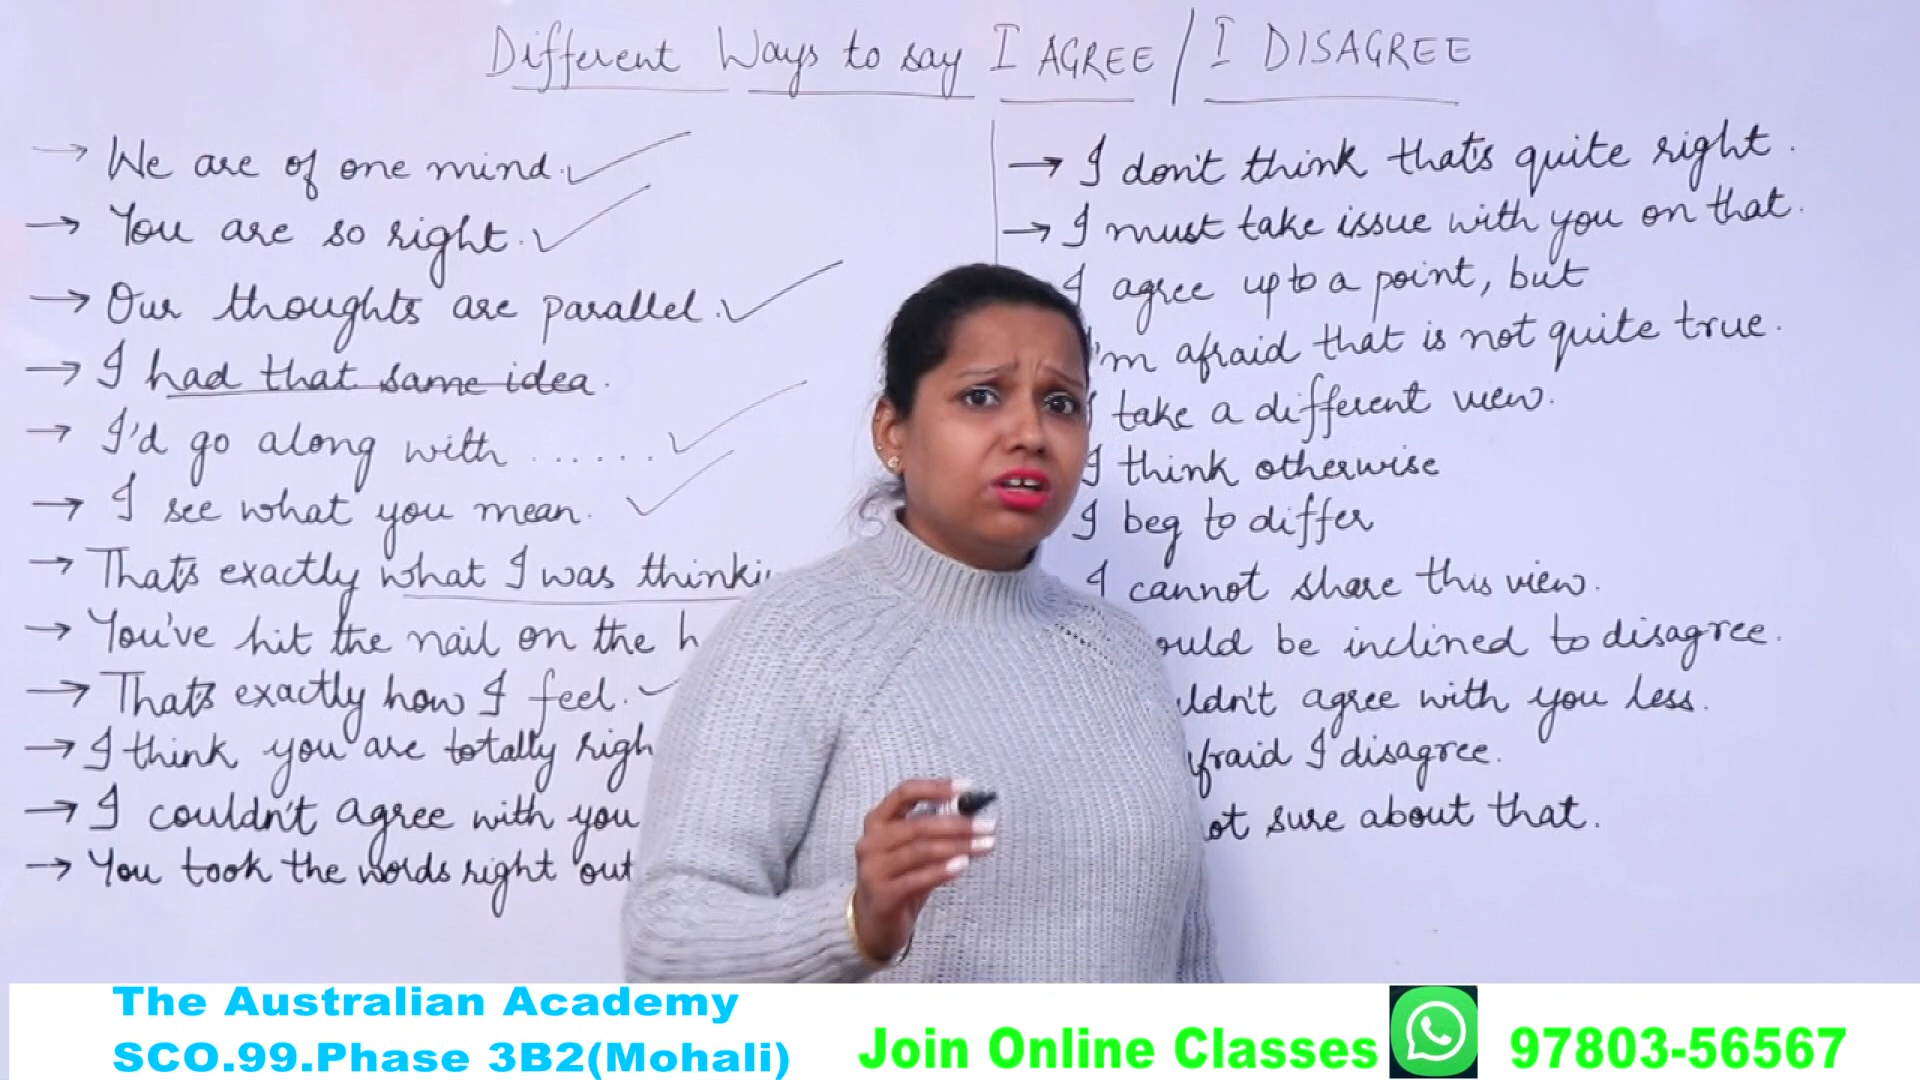 Different Ways to say I AGREE / I DISAGREE
→ We are of one mind.
→ You are so right.
→ Our thoughts are parallel.
→ I had that same idea.
→ I'd go along with ......
→ I see what you mean.
→ That's exactly what I was thinki
→ You've hit the nail on the h
→ That's exactly how I feel.
→ I think you are totally righ
→ I couldn't agree with you
→ You took the words right out
→ I don't think that's quite right.
→ I must take issue with you on that.
I agree up to a point, but
I'm afraid that is not quite true.
I take a different view.
I think otherwise
I beg to differ
I cannot share this view.
ould be inclined to disagree.
uldn't agree with you less.
fraid I disagree.
ot sure about that.
The Australian Academy
SCO.99.Phase 3B2(Mohali)
Join Online Classes 97803-56567